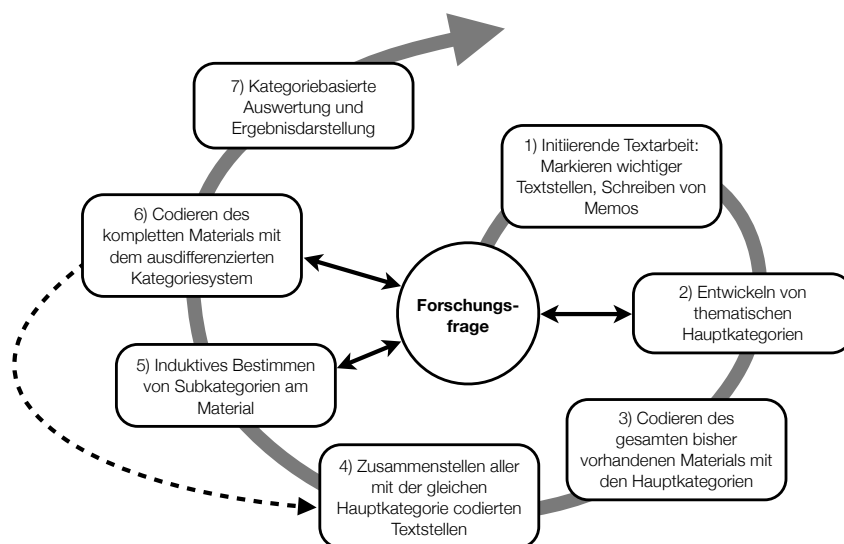 7) Kategoriebasierte
Auswertung und
Ergebnisdarstellung
1) Initiierende Textarbeit:
Markieren wichtiger
Textstellen, Schreiben von
Memos
6) Codieren des
kompletten Materials mit
dem ausdifferenzierten
Kategoriesystem
Forschungs-
frage
2) Entwickeln von
thematischen
Hauptkategorien
5) Induktives Bestimmen
von Subkategorien am
Material
3) Codieren des
gesamten bisher
vorhandenen Materials mit
den Hauptkategorien
4) Zusammenstellen aller
mit der gleichen
Hauptkategorie codierten
Textstellen